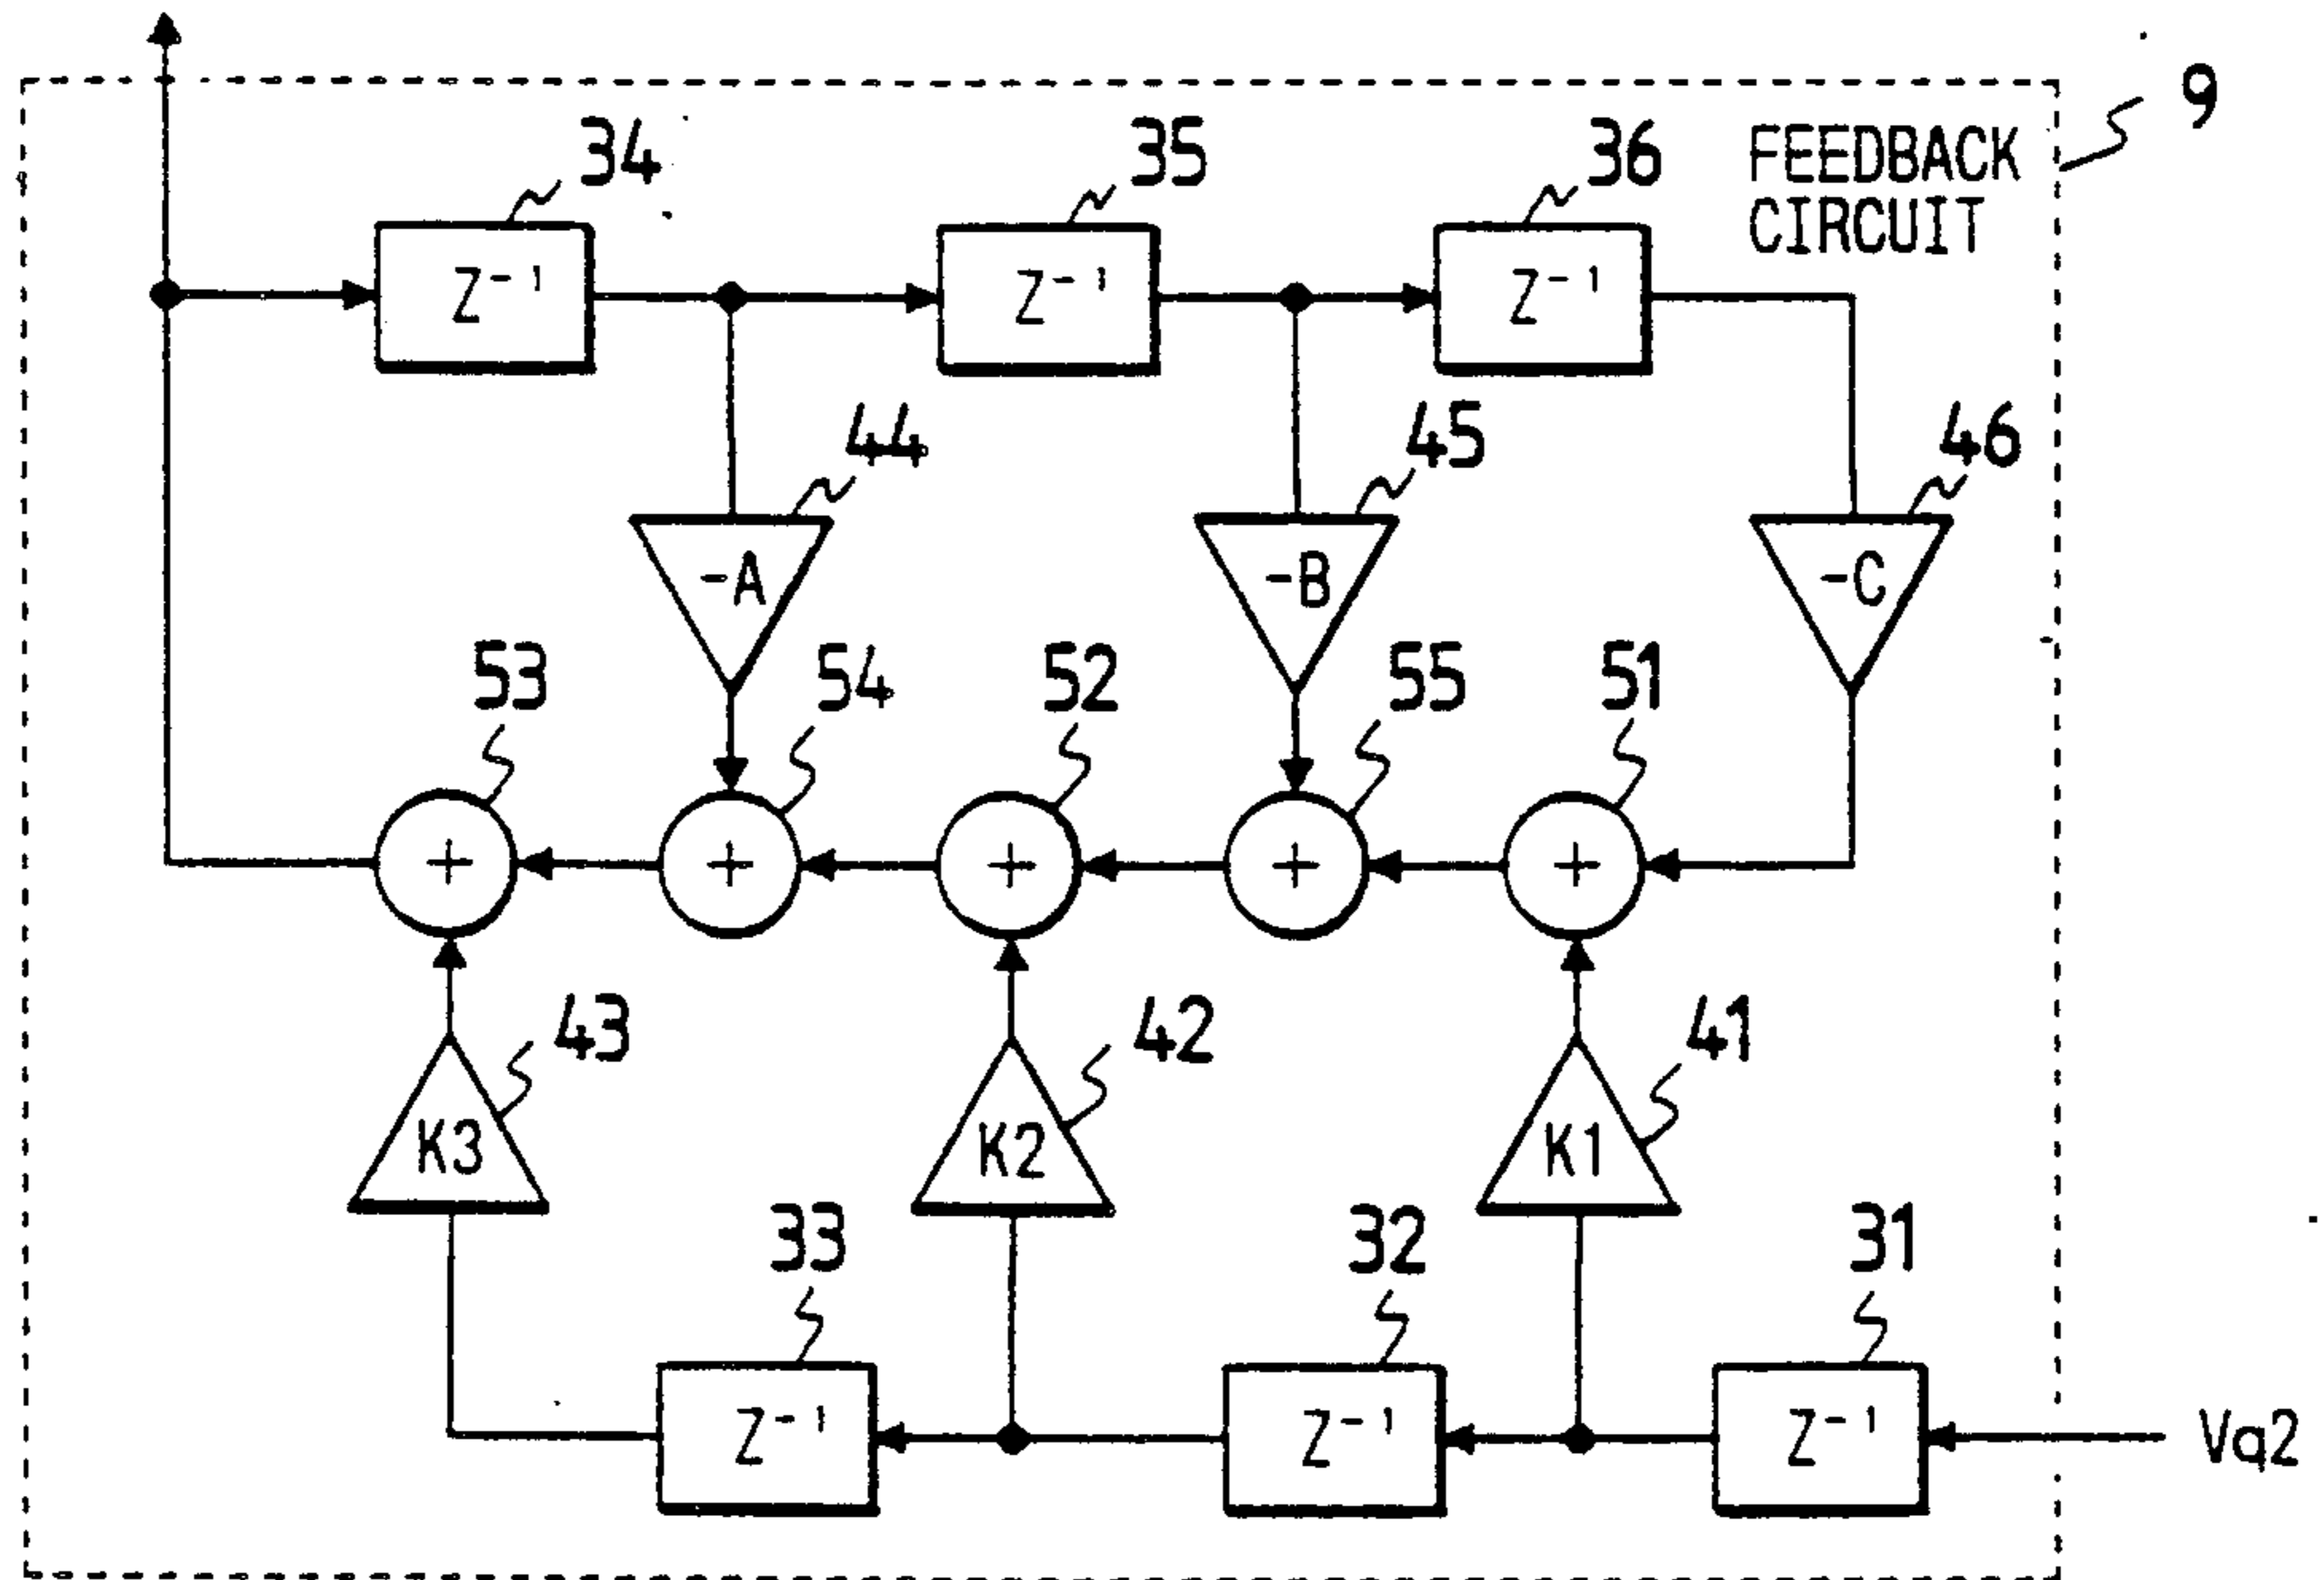 9
34
35
36
FEEDBACK
CIRCUIT
Z⁻¹
Z⁻¹
Z⁻¹
44
45
46
-A
-B
-C
53
54
52
55
51
+
+
+
+
+
43
42
41
K3
K2
K1
33
32
31
Z⁻¹
Z⁻¹
Z⁻¹
Vq2